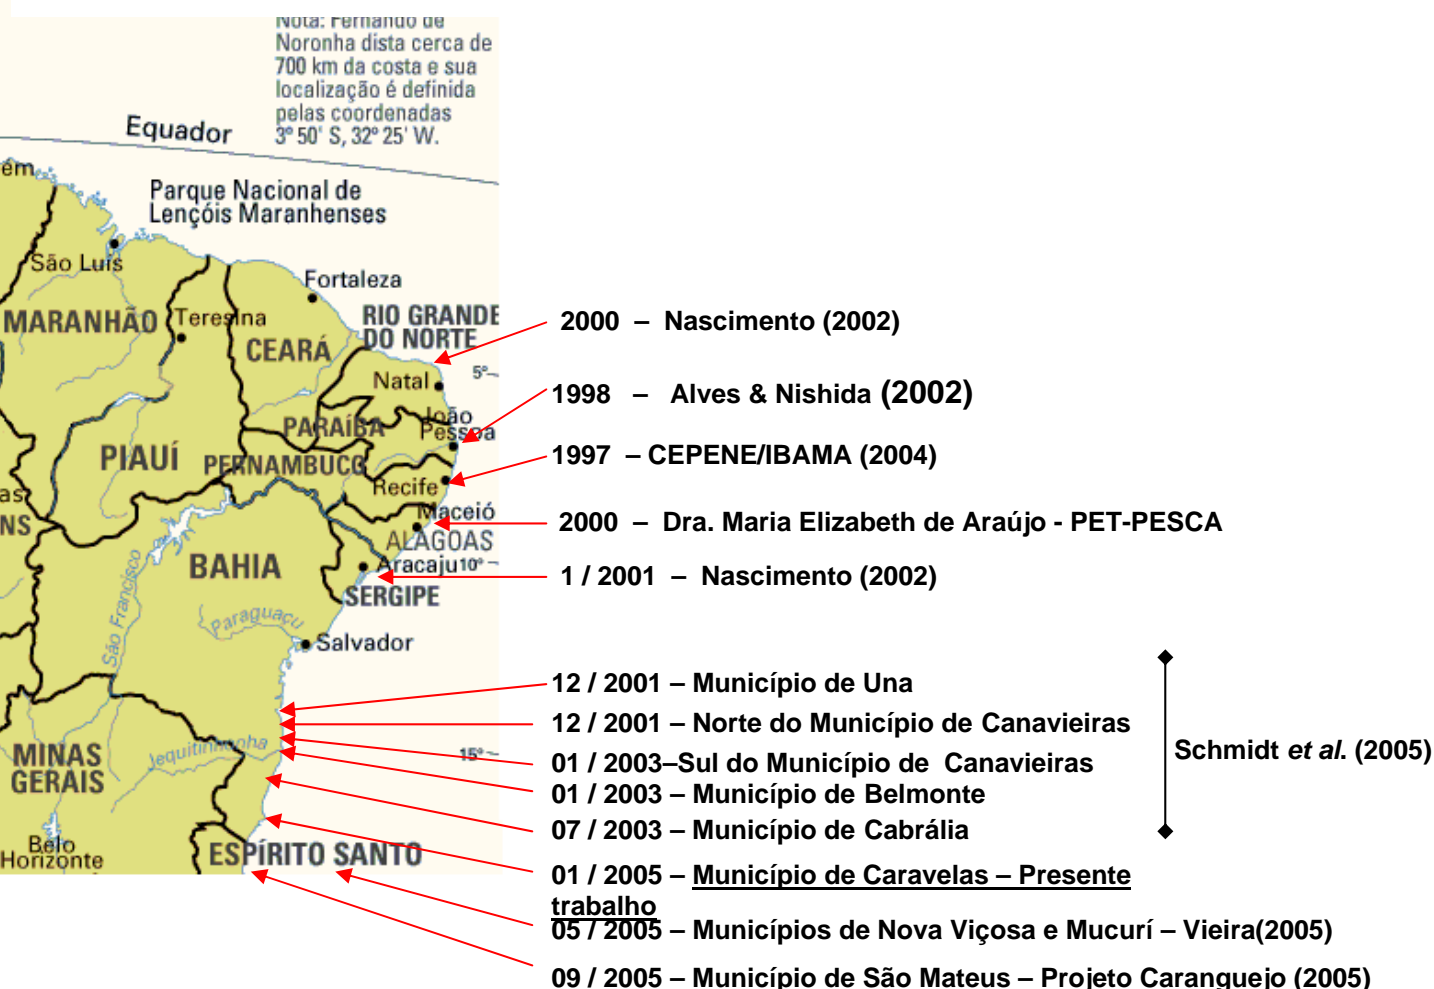 Nota: Fernando de
Noronha dista cerca de
700 km da costa e sua
localização é definida
pelas coordenadas
3° 50' S, 32° 25' W.
Equador
em
Parque Nacional de
Lençóis Maranhenses
São Luís
Fortaleza
MARANHÃO
Teresina
CEARÁ
RIO GRANDE
DO NORTE
2000 – Nascimento (2002)
Natal
5°
1998 – Alves & Nishida (2002)
João
Pessoa
PARAÍBA
PIAUÍ
PERNAMBUCO
1997 – CEPENE/IBAMA (2004)
Recife
as
NS
Maceió
ALAGOAS
2000 – Dra. Maria Elizabeth de Araújo - PET-PESCA
BAHIA
Aracaju
10°
1 / 2001 – Nascimento (2002)
SERGIPE
São Francisco
Paraguaçu
Salvador
12 / 2001 – Município de Una
12 / 2001 – Norte do Município de Canavieiras
Jequitinhonha
15°
01 / 2003–Sul do Município de Canavieiras
Schmidt et al. (2005)
MINAS
GERAIS
01 / 2003 – Município de Belmonte
07 / 2003 – Município de Cabrália
Belo
Horizonte
ESPÍRITO SANTO
01 / 2005 – Município de Caravelas – Presente
trabalho
05 / 2005 – Municípios de Nova Viçosa e Mucurí – Vieira(2005)
09 / 2005 – Município de São Mateus – Projeto Caranguejo (2005)